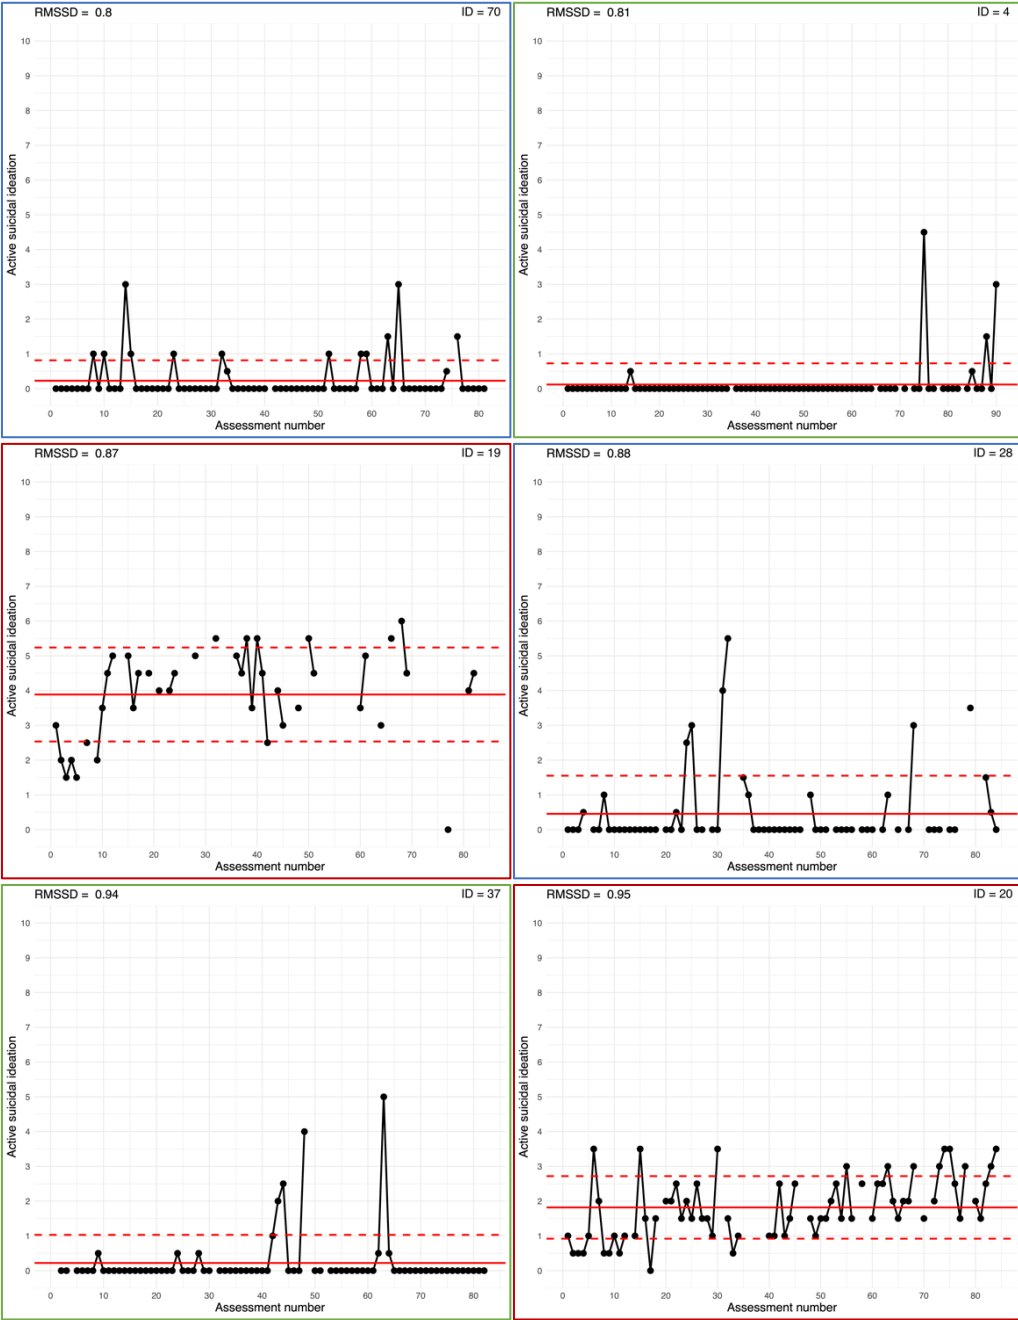 RMSSD = 0.8 ID = 70
Active suicidal ideation
10
9
8
7
6
5
4
3
2
1
0
0 10 20 30 40 50 60 70 80
Assessment number
RMSSD = 0.81 ID = 4
Active suicidal ideation
10
9
8
7
6
5
4
3
2
1
0
0 10 20 30 40 50 60 70 80 90
Assessment number
RMSSD = 0.87 ID = 19
Active suicidal ideation
10
9
8
7
6
5
4
3
2
1
0
0 10 20 30 40 50 60 70 80
Assessment number
RMSSD = 0.88 ID = 28
Active suicidal ideation
10
9
8
7
6
5
4
3
2
1
0
0 10 20 30 40 50 60 70 80
Assessment number
RMSSD = 0.94 ID = 37
Active suicidal ideation
10
9
8
7
6
5
4
3
2
1
0
0 10 20 30 40 50 60 70 80
Assessment number
RMSSD = 0.95 ID = 20
Active suicidal ideation
10
9
8
7
6
5
4
3
2
1
0
0 10 20 30 40 50 60 70 80
Assessment number